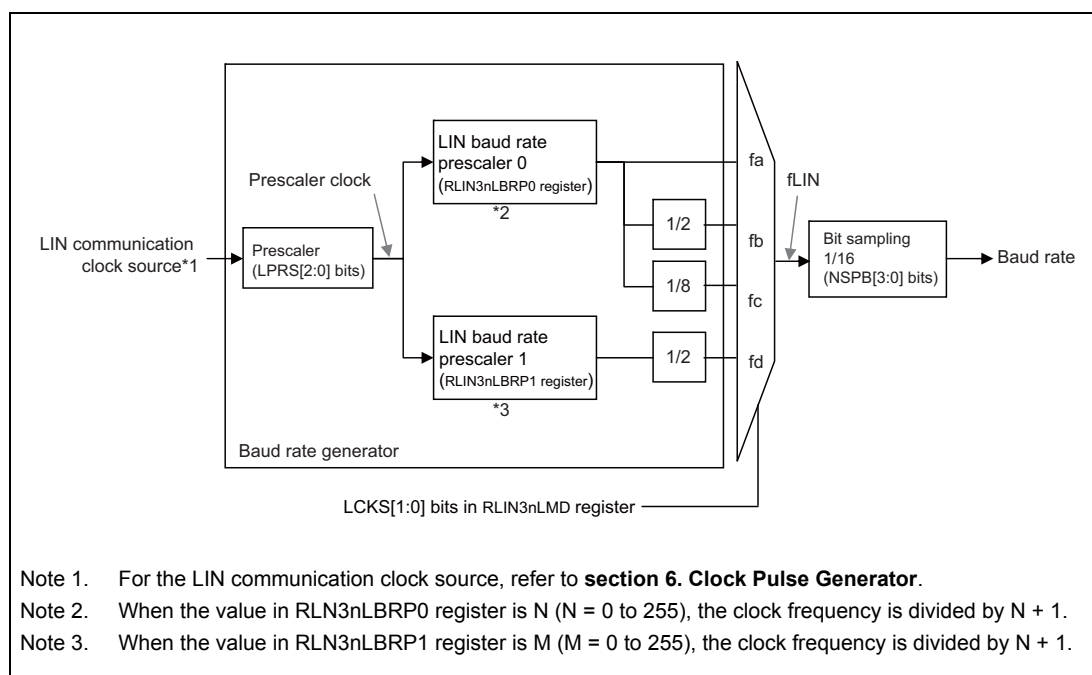 LIN baud rate
prescaler 0
(RLIN3nLBRP0 register)
*2
Prescaler clock
fa
fLIN
LIN communication
clock source*1
Prescaler
(LPRS[2:0] bits)
1/2
fb
Bit sampling
1/16
(NSPB[3:0] bits)
Baud rate
1/8
fc
LIN baud rate
prescaler 1
(RLIN3nLBRP1 register)
*3
1/2
fd
Baud rate generator
LCKS[1:0] bits in RLIN3nLMD register
Note 1. For the LIN communication clock source, refer to section 6. Clock Pulse Generator.
Note 2. When the value in RLN3nLBRP0 register is N (N = 0 to 255), the clock frequency is divided by N + 1.
Note 3. When the value in RLN3nLBRP1 register is M (M = 0 to 255), the clock frequency is divided by N + 1.